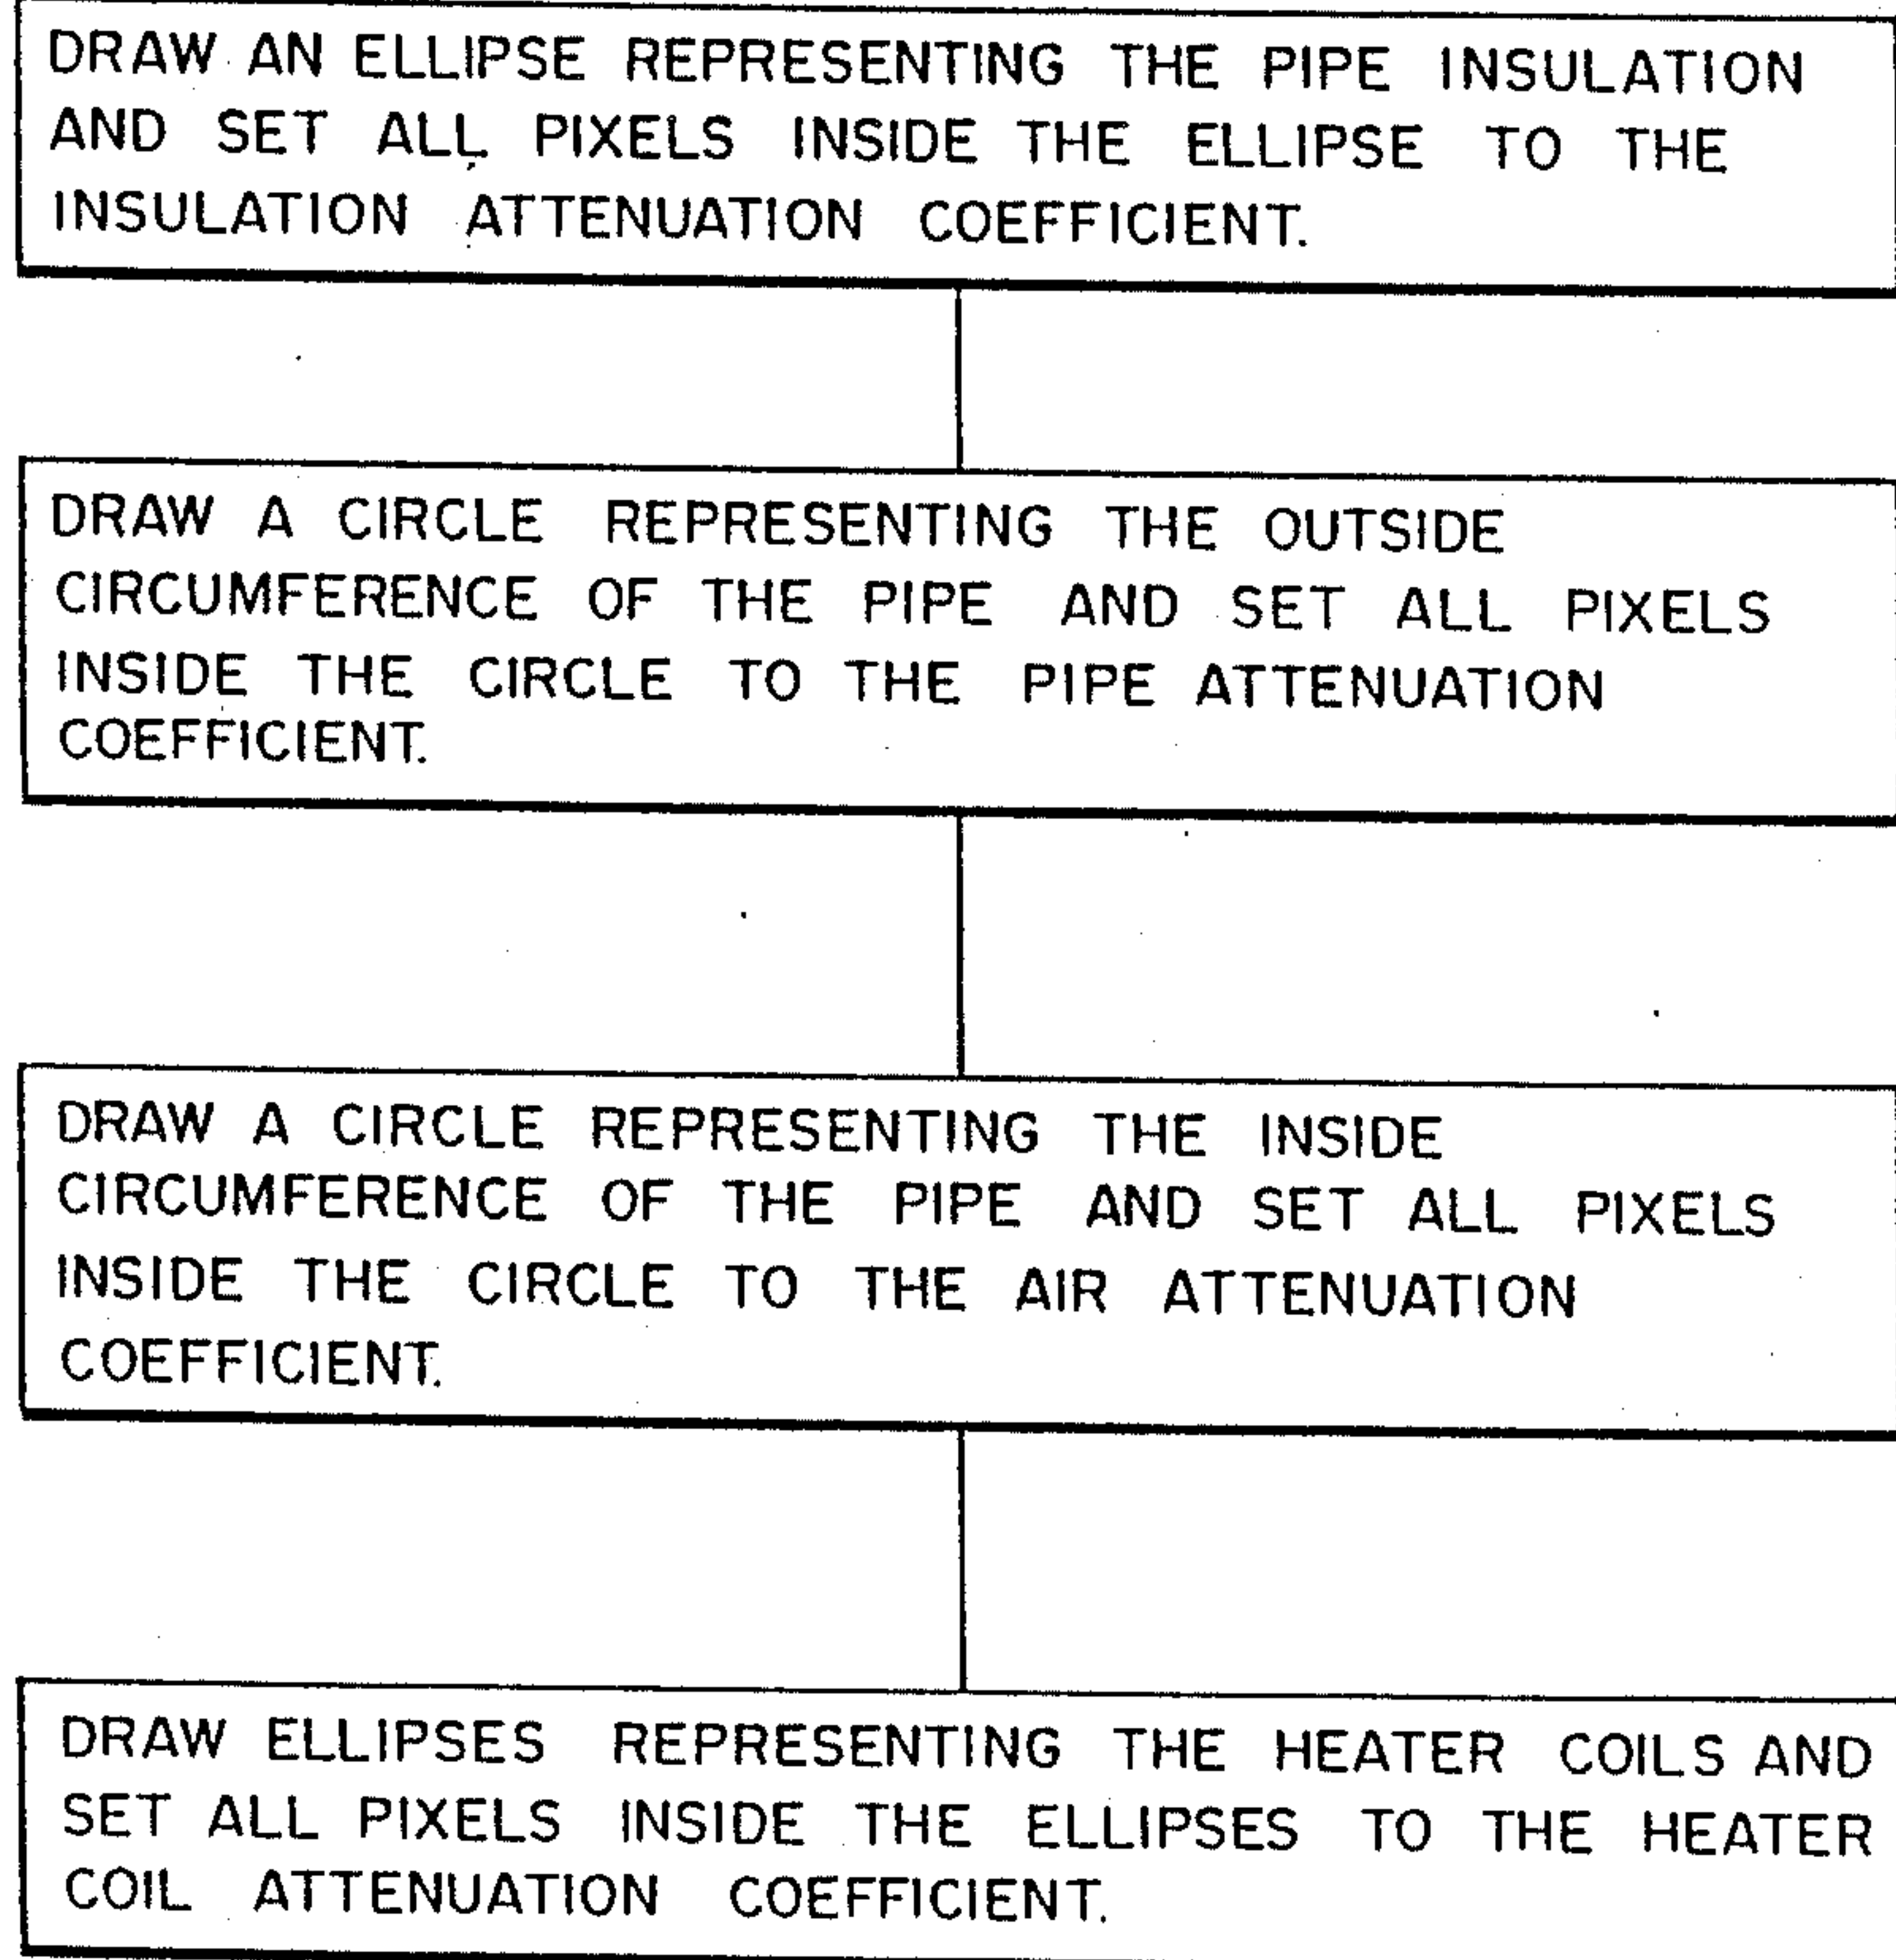 DRAW AN ELLIPSE REPRESENTING THE PIPE INSULATION
AND SET ALL PIXELS INSIDE THE ELLIPSE TO THE
INSULATION ATTENUATION COEFFICIENT.
DRAW A CIRCLE REPRESENTING THE OUTSIDE
CIRCUMFERENCE OF THE PIPE AND SET ALL PIXELS
INSIDE THE CIRCLE TO THE PIPE ATTENUATION
COEFFICIENT.
DRAW A CIRCLE REPRESENTING THE INSIDE
CIRCUMFERENCE OF THE PIPE AND SET ALL PIXELS
INSIDE THE CIRCLE TO THE AIR ATTENUATION
COEFFICIENT.
DRAW ELLIPSES REPRESENTING THE HEATER COILS AND
SET ALL PIXELS INSIDE THE ELLIPSES TO THE HEATER
COIL ATTENUATION COEFFICIENT.